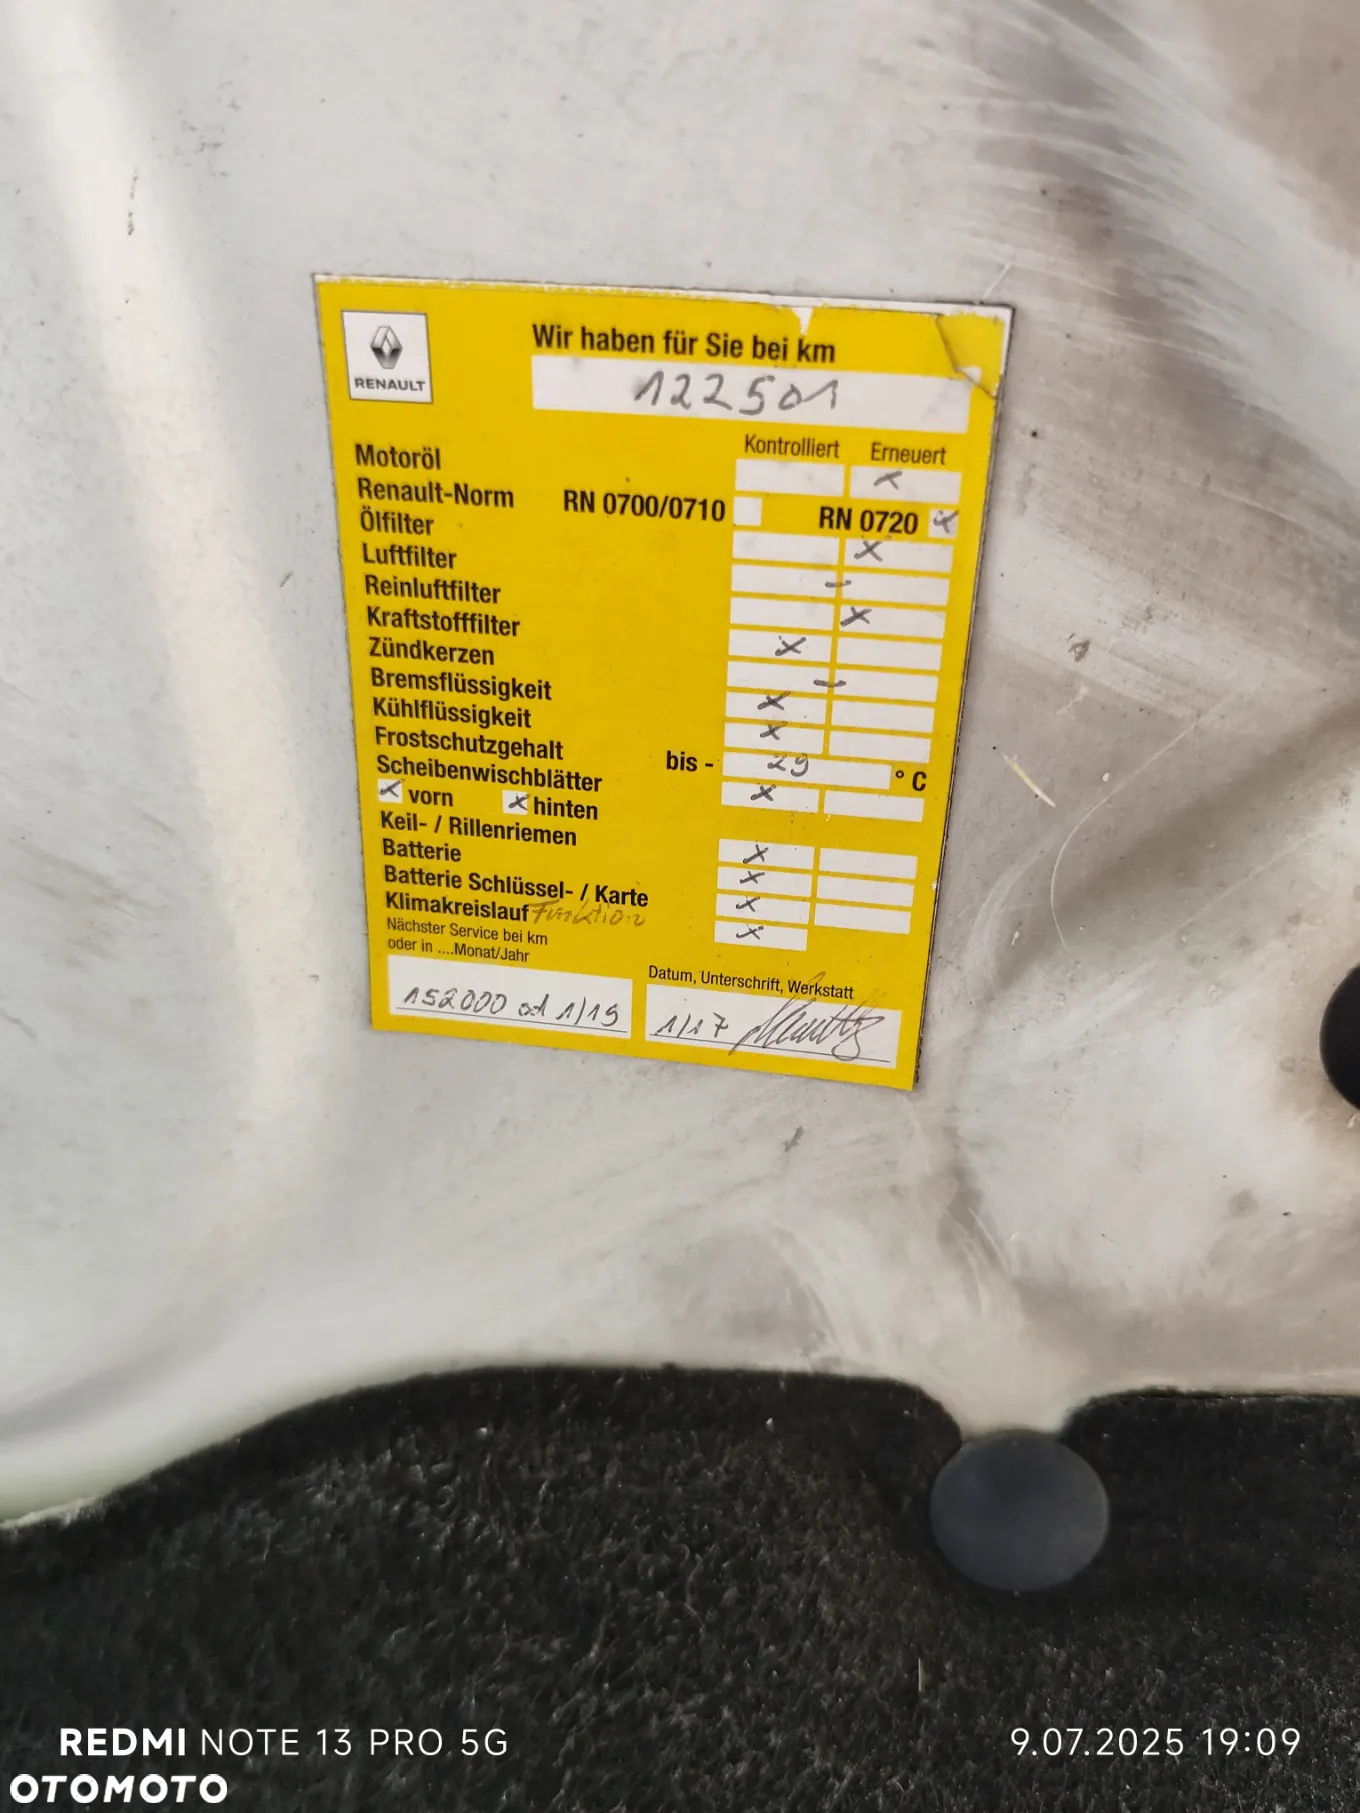 Wir haben für Sie bei km
RENAULT
122501
Kontrolliert Erneuert
Motoröl x
Renault-Norm RN 0700/0710 RN 0720 x
Ölfilter x
Luftfilter -
Reinluftfilter x
Kraftstofffilter x
Zündkerzen -
Bremsflüssigkeit x
Kühlflüssigkeit x
Frostschutzgehalt bis - 29 ° C
Scheibenwischblätter x
x vorn x hinten
Keil- / Rillenriemen x
Batterie x
Batterie Schlüssel- / Karte x
Klimakreislauf Funktion x
Nächster Service bei km
oder in ....Monat/Jahr
Datum, Unterschrift, Werkstatt
152000 od 1/19
1/17
REDMI NOTE 13 PRO 5G
9.07.2025 19:09
OTOMOTO